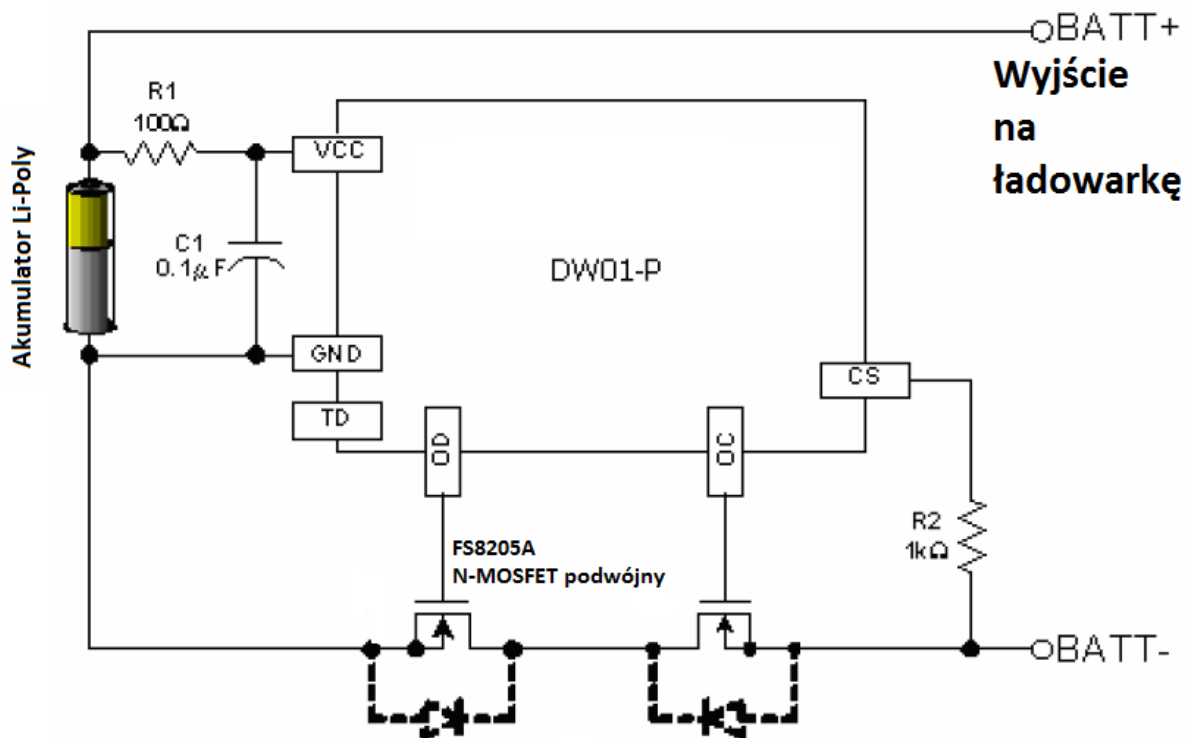 BATT+
Wyjście
na
ładowarkę
R1
100Ω
VCC
Akumulator Li-Poly
C1
0.1µF
DW01-P
GND
CS
TD
OD
OC
R2
1kΩ
FS8205A
N-MOSFET podwójny
BATT-